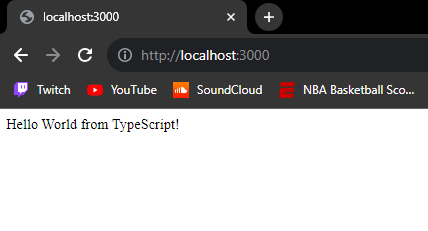 localhost:3000
http://localhost:3000
Twitch YouTube SoundCloud NBA Basketball Sco...
Hello World from TypeScript!